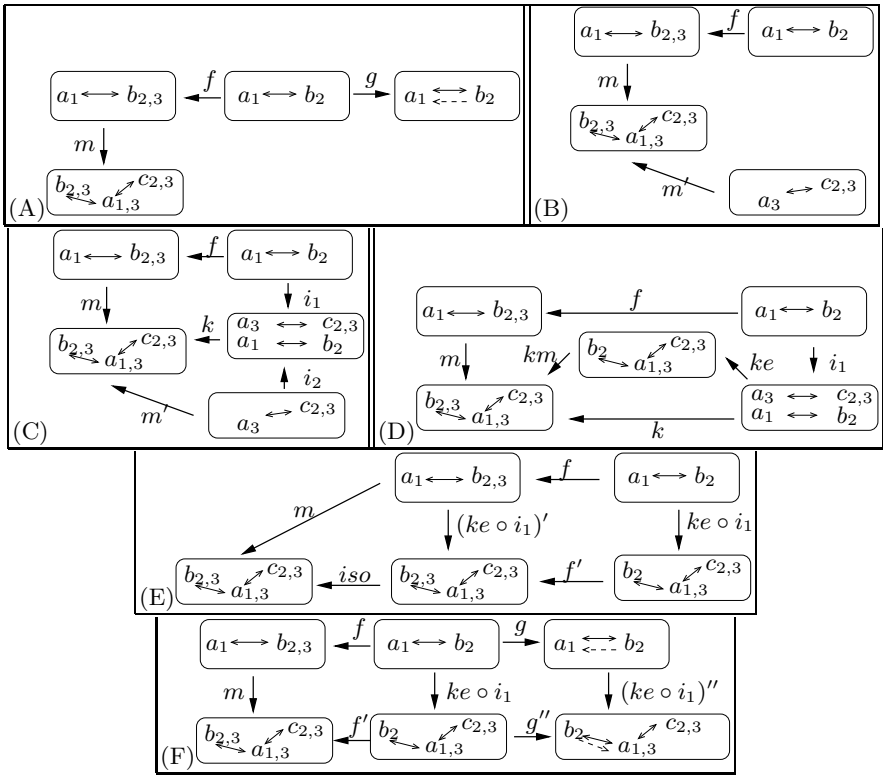 f g
a₁ ⟷ b₂,₃ a₁ ⟷ b₂ a₁ b₂
m
b₂,₃ a₁,₃ c₂,₃
(A)
f
a₁ ⟷ b₂,₃ a₁ ⟷ b₂
m
b₂,₃ a₁,₃ c₂,₃
m′
a₃ c₂,₃
(B)
f
a₁ ⟷ b₂,₃ a₁ ⟷ b₂
m i₁
k a₃ ⟷ c₂,₃
b₂,₃ a₁,₃ c₂,₃ a₁ ⟷ b₂
i₂
m′
a₃ c₂,₃
(C)
f
a₁ ⟷ b₂,₃ a₁ ⟷ b₂
m km b₂ a₁,₃ c₂,₃ ke i₁
b₂,₃ a₁,₃ c₂,₃ a₃ ⟷ c₂,₃
a₁ ⟷ b₂
k
(D)
f
a₁ ⟷ b₂,₃ a₁ ⟷ b₂
m (ke ∘ i₁)′ ke ∘ i₁
iso f′
b₂,₃ a₁,₃ c₂,₃ b₂,₃ a₁,₃ c₂,₃ b₂ a₁,₃ c₂,₃
(E)
f g
a₁ ⟷ b₂,₃ a₁ ⟷ b₂ a₁ b₂
m ke ∘ i₁ (ke ∘ i₁)″
f′ g″
b₂,₃ a₁,₃ c₂,₃ b₂ a₁,₃ c₂,₃ b₂ a₁,₃ c₂,₃
(F)